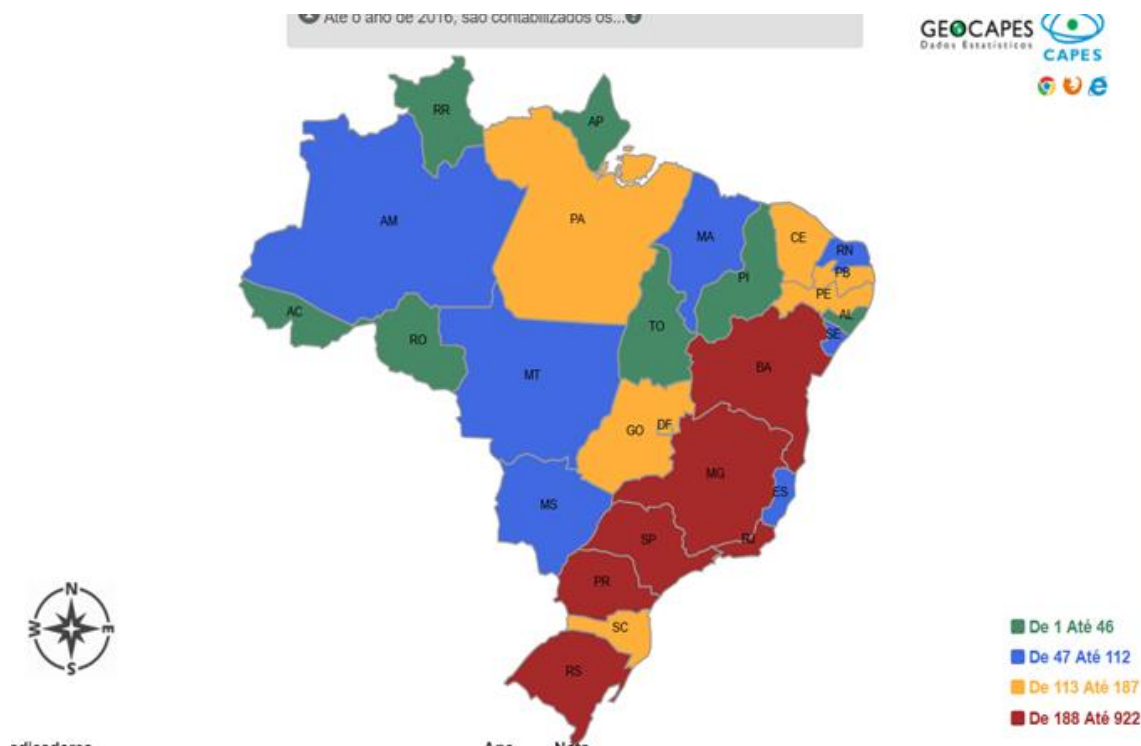 Até o ano de 2016, são contabilizados os...
GEOCAPES
Dados Estatísticos
CAPES
RR
AP
AM
PA
MA
CE
RN
PB
PE
PI
AL
SE
AC
RO
TO
MT
BA
GO
DF
MG
MS
ES
SP
RJ
PR
SC
RS
N
W
E
S
De 1 Até 46
De 47 Até 112
De 113 Até 187
De 188 Até 922